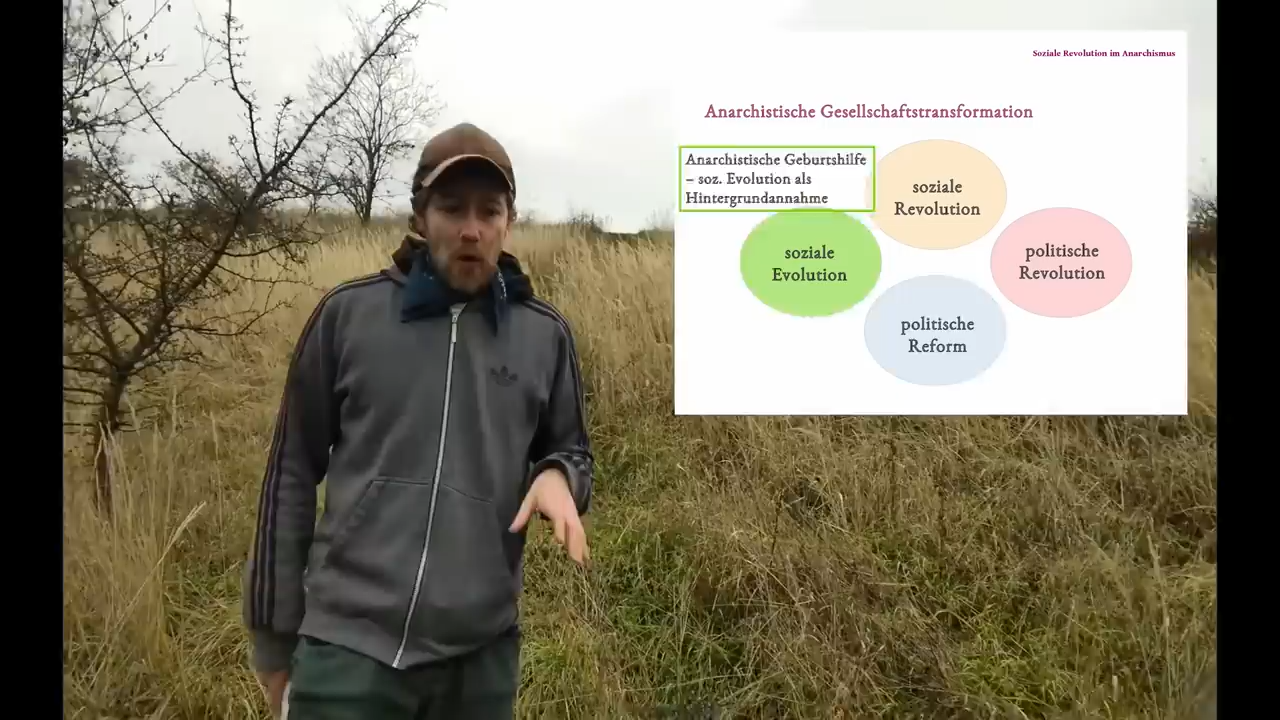 Soziale Revolution im Anarchismus
Anarchistische Gesellschaftstransformation
Anarchistische Geburtshilfe
– soz. Evolution als
Hintergrundannahme
soziale
Revolution
soziale
Evolution
politische
Revolution
politische
Reform